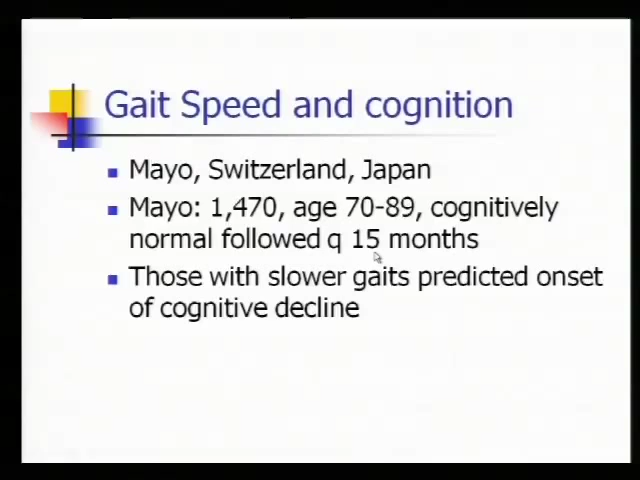 Gait Speed and cognition
Mayo, Switzerland, Japan
Mayo: 1,470, age 70-89, cognitively
normal followed q 15 months
Those with slower gaits predicted onset
of cognitive decline